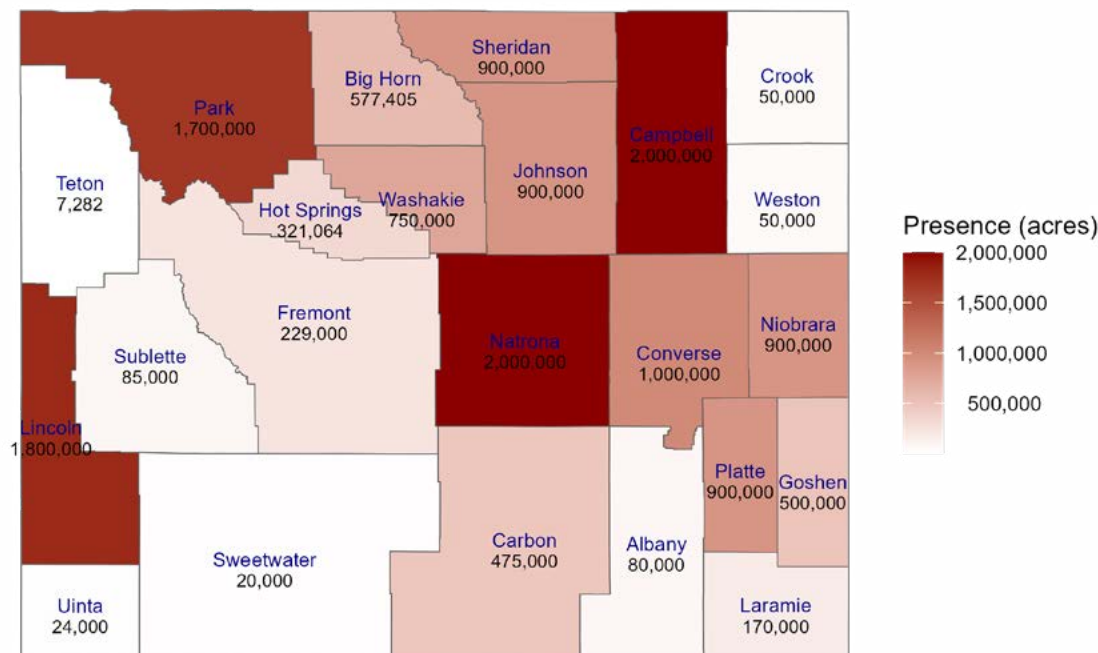 Sheridan
900,000
Big Horn
577,405
Crook
50,000
Park
1,700,000
Campbell
2,000,000
Teton
7,282
Johnson
900,000
Weston
50,000
Hot Springs
321,064
Washakie
750,000
Fremont
229,000
Sublette
85,000
Natrona
2,000,000
Converse
1,000,000
Niobrara
900,000
Lincoln
1,800,000
Platte
900,000
Goshen
500,000
Sweetwater
20,000
Carbon
475,000
Albany
80,000
Uinta
24,000
Laramie
170,000
Presence (acres)
2,000,000
1,500,000
1,000,000
500,000